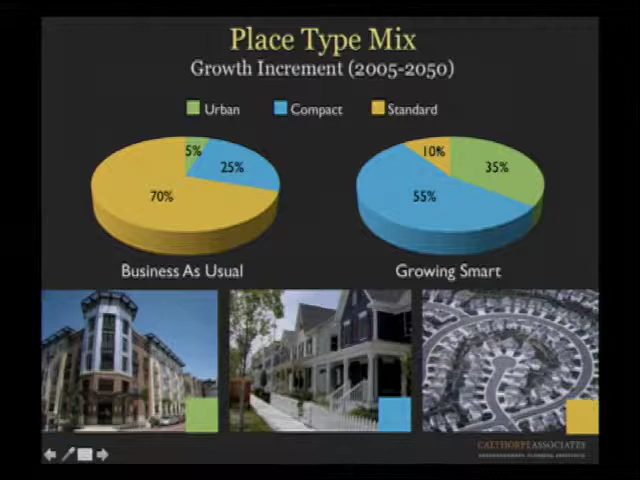 Place Type Mix
Growth Increment (2005-2050)
Urban Compact Standard
5%
25%
70%
10%
35%
55%
Business As Usual
Growing Smart
CALTHORPE ASSOCIATES